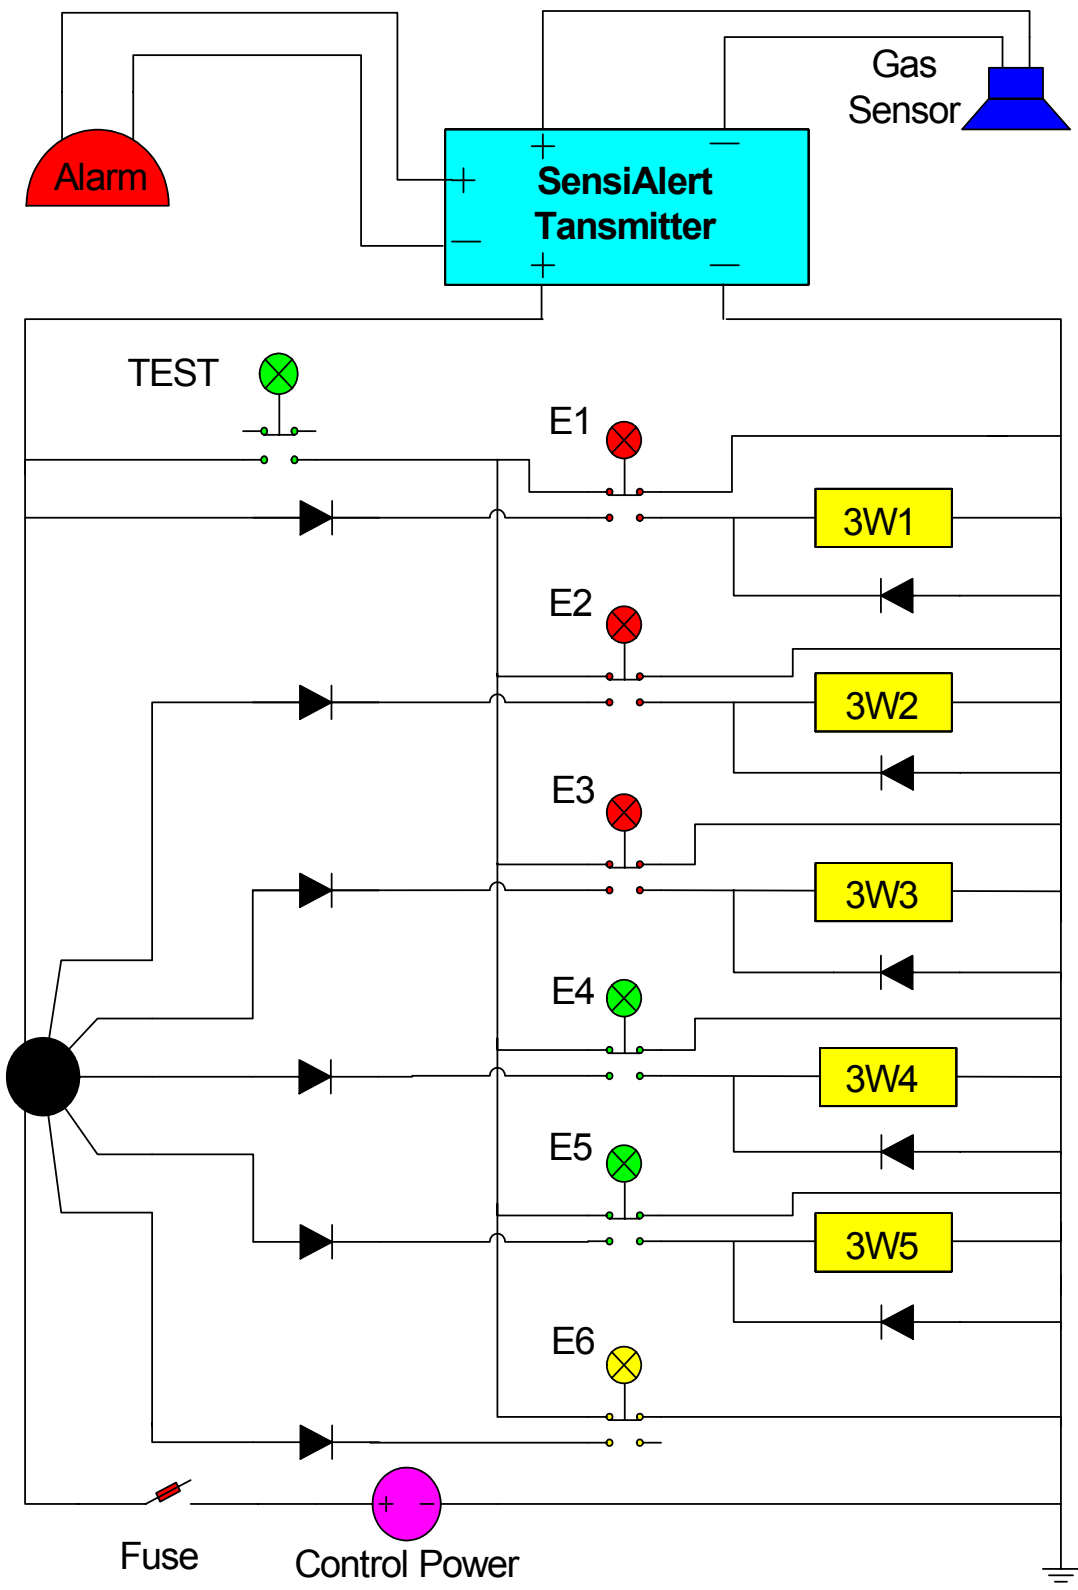 Gas
Sensor
Alarm
+
—
+
—
SensiAlert
Tansmitter
+
—
TEST
E1
3W1
E2
3W2
E3
3W3
E4
3W4
E5
3W5
E6
+ −
Fuse
Control Power